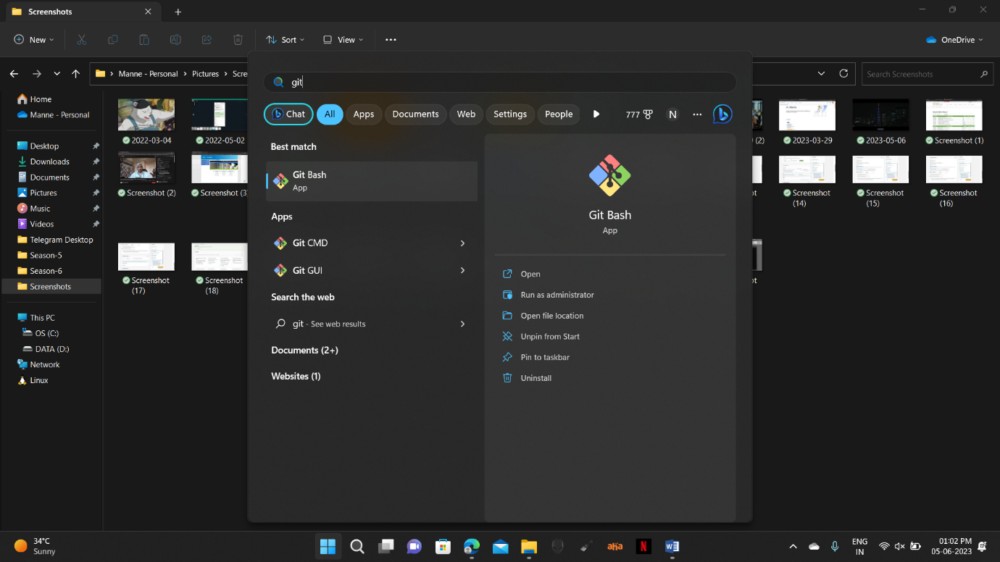 Screenshots
New
Sort
View
OneDrive
Manne - Personal
Pictures
Scre
Search Screenshots
git
Chat
All
Apps
Documents
Web
Settings
People
777
N
Home
Manne - Personal
Desktop
Downloads
Documents
Pictures
Music
Videos
Telegram Desktop
Season-5
Season-6
Screenshots
This PC
OS (C:)
DATA (D:)
Network
Linux
2022-03-04
2022-05-02
(2)
2023-03-29
2023-05-06
Screenshot (1)
Screenshot (2)
Screenshot (3)
ot
Screenshot
(14)
Screenshot
(15)
Screenshot
(16)
Screenshot
(17)
Screenshot
(18)
ot
Best match
Git Bash
App
Apps
Git CMD
Git GUI
Search the web
git - See web results
Documents (2+)
Websites (1)
Git Bash
App
Open
Run as administrator
Open file location
Unpin from Start
Pin to taskbar
Uninstall
34°C
Sunny
aha
N
W
ENG
IN
01:02 PM
05-06-2023